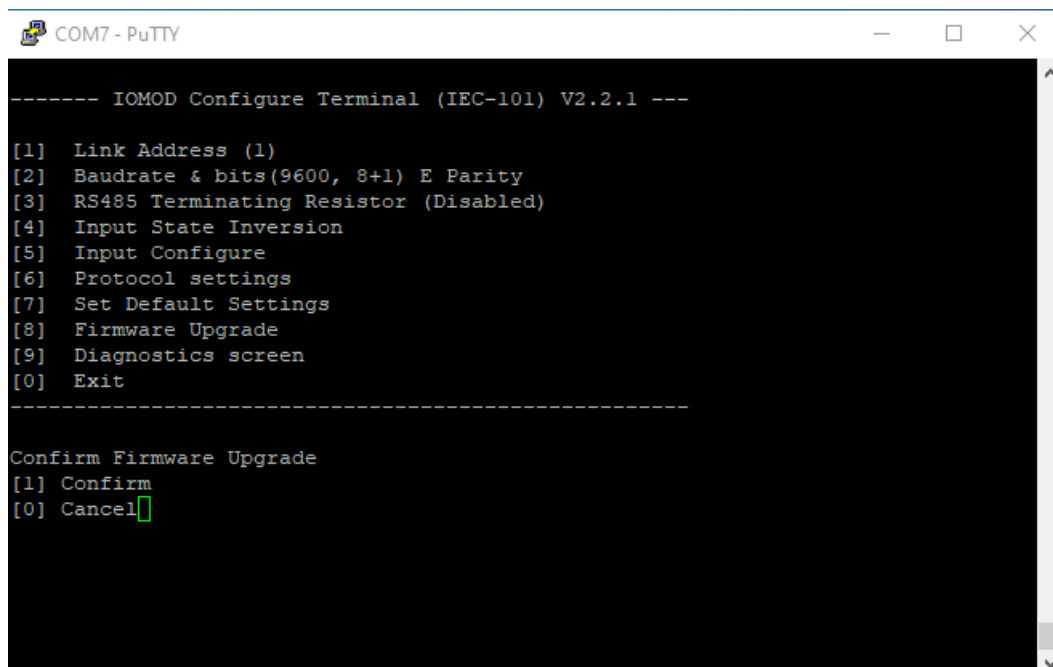 COM7 - PuTTY
------- IOMOD Configure Terminal (IEC-101) V2.2.1 ---
[1] Link Address (1)
[2] Baudrate & bits(9600, 8+1) E Parity
[3] RS485 Terminating Resistor (Disabled)
[4] Input State Inversion
[5] Input Configure
[6] Protocol settings
[7] Set Default Settings
[8] Firmware Upgrade
[9] Diagnostics screen
[0] Exit
-----------------------------------------------------
Confirm Firmware Upgrade
[1] Confirm
[0] Cancel